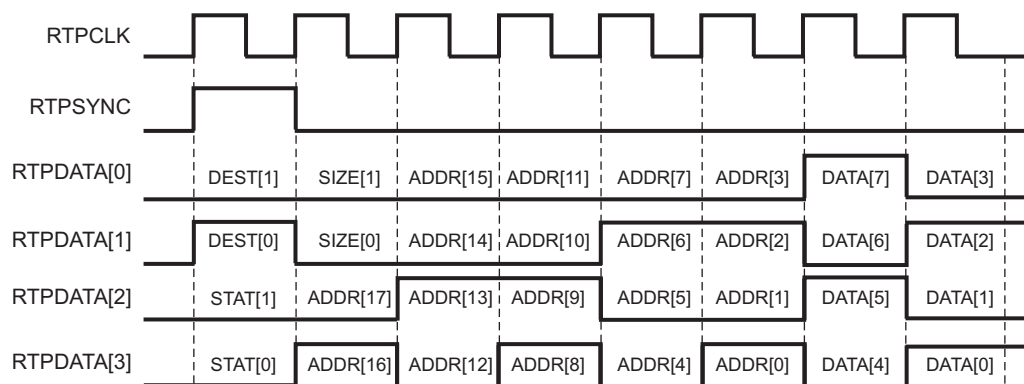 RTPCLK
RTPSYNC
RTPDATA[0] DEST[1] SIZE[1] ADDR[15] ADDR[11] ADDR[7] ADDR[3] DATA[7] DATA[3]
RTPDATA[1] DEST[0] SIZE[0] ADDR[14] ADDR[10] ADDR[6] ADDR[2] DATA[6] DATA[2]
RTPDATA[2] STAT[1] ADDR[17] ADDR[13] ADDR[9] ADDR[5] ADDR[1] DATA[5] DATA[1]
RTPDATA[3] STAT[0] ADDR[16] ADDR[12] ADDR[8] ADDR[4] ADDR[0] DATA[4] DATA[0]